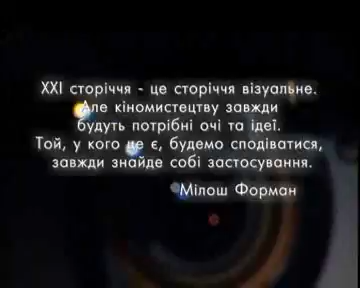 XXI сторіччя - це сторіччя візуальне.
Але кіномистецтву завжди
будуть потрібні очі та ідеї.
Той, у кого це є, будемо сподіватися,
завжди знайде собі застосування.
Мілош Форман